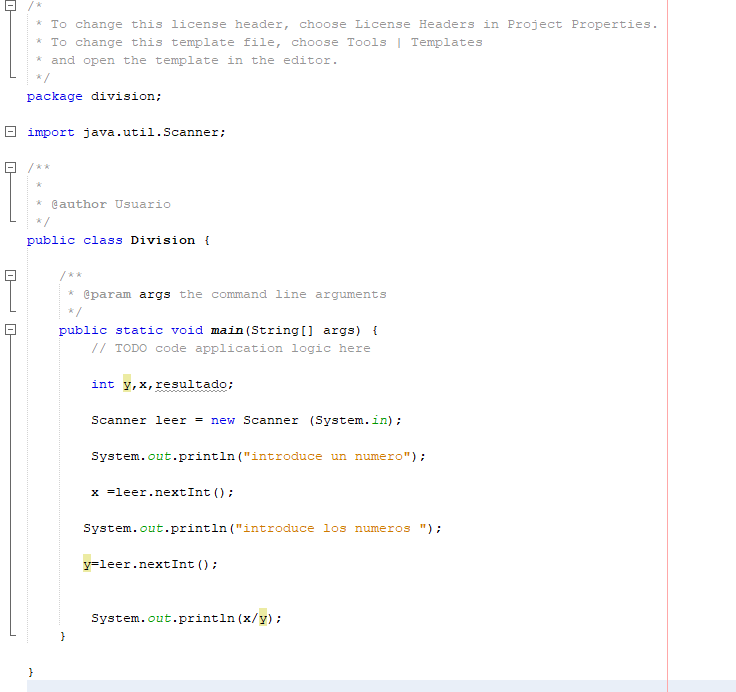 /*
 * To change this license header, choose License Headers in Project Properties.
 * To change this template file, choose Tools | Templates
 * and open the template in the editor.
 */
package division;
import java.util.Scanner;
/**
 *
 * @author Usuario
 */
public class Division {
    /**
     * @param args the command line arguments
     */
    public static void main(String[] args) {
        // TODO code application logic here
        int y,x,resultado;
        Scanner leer = new Scanner (System.in);
        System.out.println("introduce un numero");
        x =leer.nextInt();
       System.out.println("introduce los numeros ");
       y=leer.nextInt();
        System.out.println(x/y);
    }
}